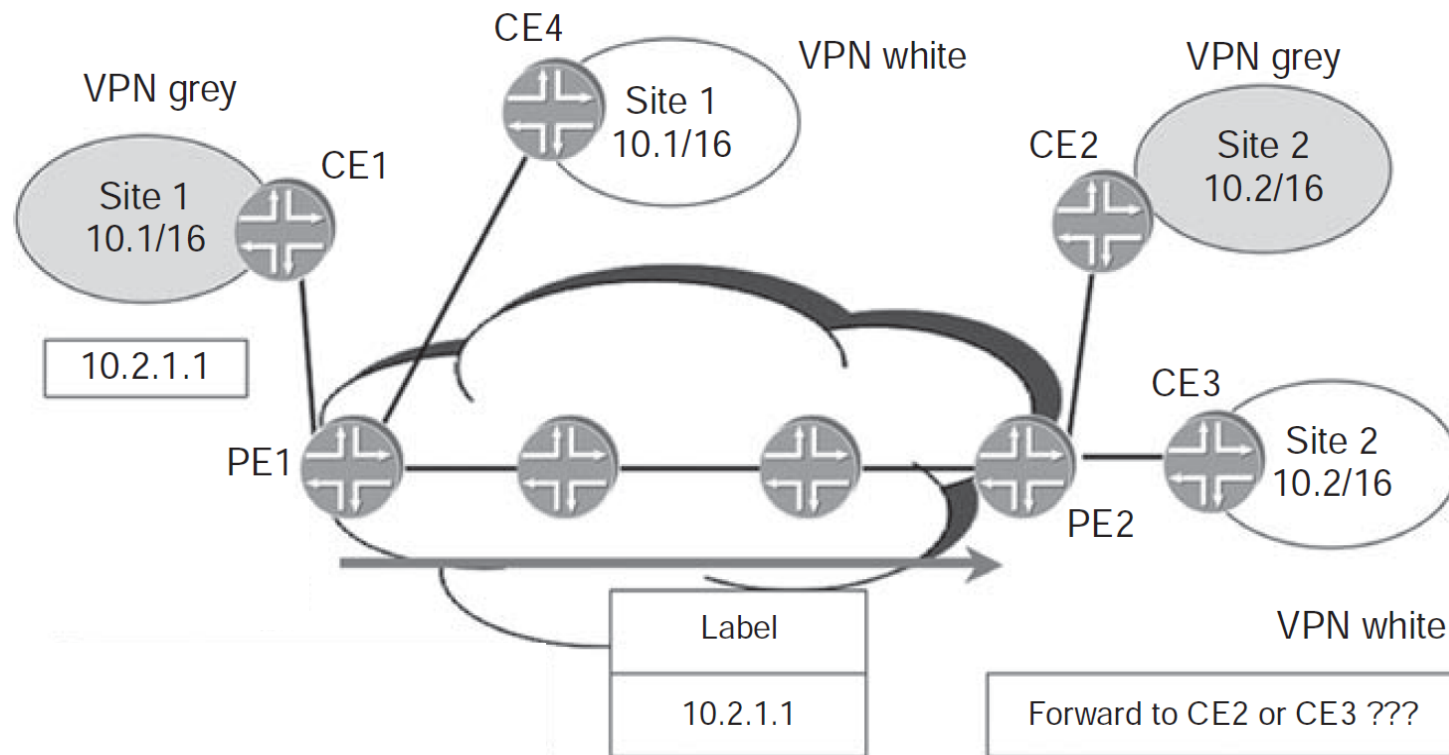 CE4
VPN white
VPN grey
VPN grey
Site 1
10.1/16
CE1
CE2
Site 2
10.2/16
Site 1
10.1/16
10.2.1.1
CE3
PE1
Site 2
10.2/16
PE2
Label
VPN white
10.2.1.1
Forward to CE2 or CE3 ???